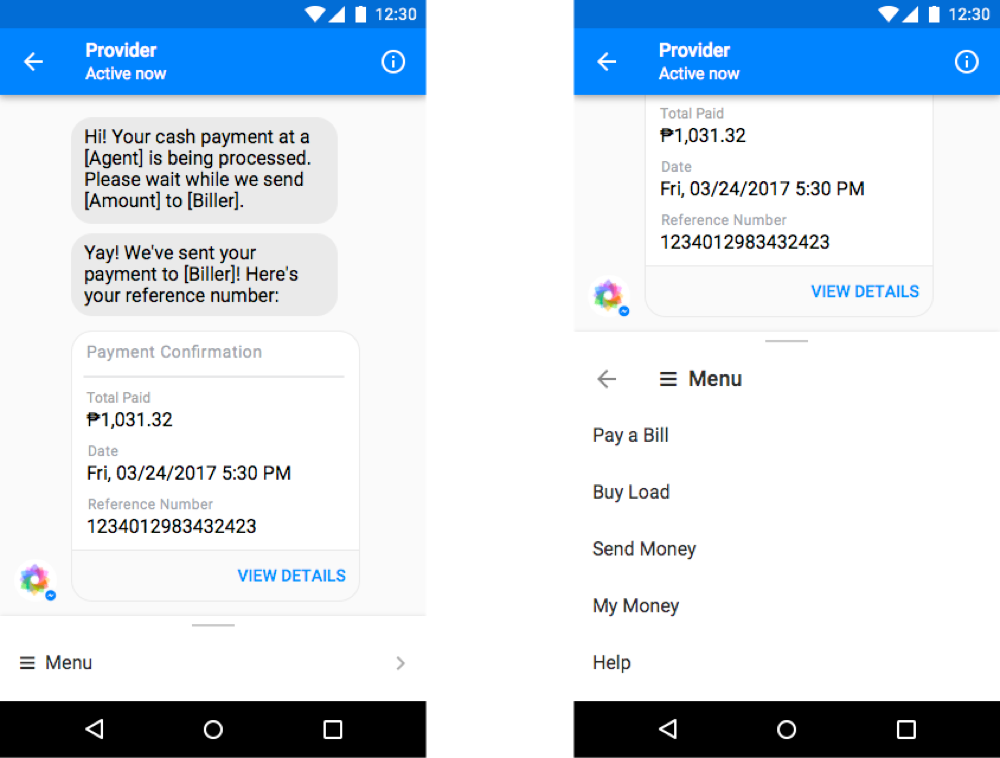 12:30
Provider
Active now
Hi! Your cash payment at a
[Agent] is being processed.
Please wait while we send
[Amount] to [Biller].
Yay! We've sent your
payment to [Biller]! Here's
your reference number:
Payment Confirmation
Total Paid
₱1,031.32
Date
Fri, 03/24/2017 5:30 PM
Reference Number
1234012983432423
VIEW DETAILS
Menu
12:30
Provider
Active now
Total Paid
₱1,031.32
Date
Fri, 03/24/2017 5:30 PM
Reference Number
1234012983432423
VIEW DETAILS
Menu
Pay a Bill
Buy Load
Send Money
My Money
Help